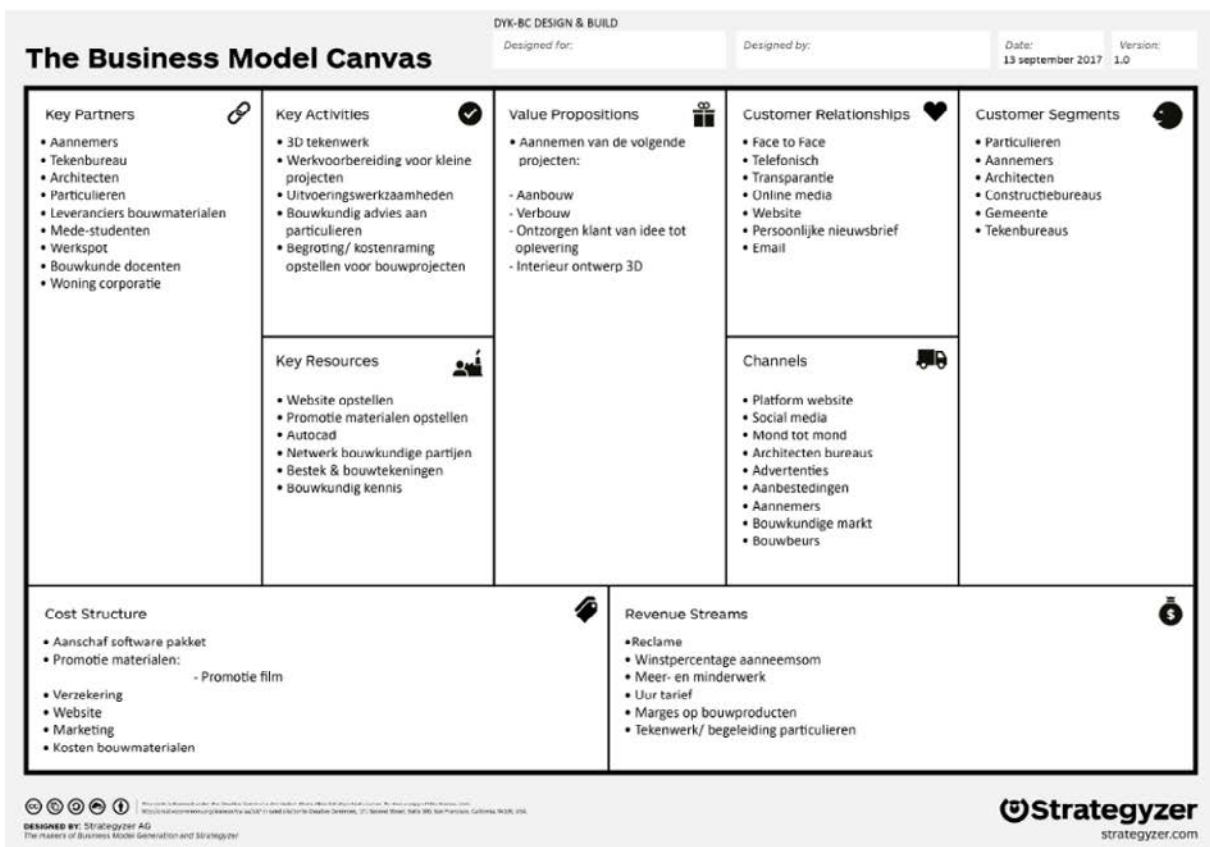 DYK-BC DESIGN & BUILD
The Business Model Canvas
Designed for:
Designed by:
Date:
13 september 2017
Version:
1.0
Key Partners
• Aannemers
• Tekenbureau
• Architecten
• Particulieren
• Leveranciers bouwmaterialen
• Mede-studenten
• Werkspot
• Bouwkunde docenten
• Woning corporatie
Key Activities
• 3D tekenwerk
• Werkvoorbereiding voor kleine
projecten
• Uitvoeringswerkzaamheden
• Bouwkundig advies aan
particulieren
• Begroting/ kostenraming
opstellen voor bouwprojecten
Key Resources
• Website opstellen
• Promotie materialen opstellen
• Autocad
• Netwerk bouwkundige partijen
• Bestek & bouwtekeningen
• Bouwkundig kennis
Value Propositions
• Aannemen van de volgende
projecten:
- Aanbouw
- Verbouw
- Ontzorgen klant van idee tot
oplevering
- Interieur ontwerp 3D
Customer Relationships
• Face to Face
• Telefonisch
• Transparantie
• Online media
• Website
• Persoonlijke nieuwsbrief
• Email
Channels
• Platform website
• Social media
• Mond tot mond
• Architecten bureaus
• Advertenties
• Aanbestedingen
• Aannemers
• Bouwkundige markt
• Bouwbeurs
Customer Segments
• Particulieren
• Aannemers
• Architecten
• Constructiebureaus
• Gemeente
• Tekenbureaus
Cost Structure
• Aanschaf software pakket
• Promotie materialen:
- Promotie film
• Verzekering
• Website
• Marketing
• Kosten bouwmaterialen
Revenue Streams
•Reclame
• Winstpercentage aanneemsom
• Meer- en minderwerk
• Uur tarief
• Marges op bouwproducten
• Tekenwerk/ begeleiding particulieren
DESIGNED BY: Strategyzer AG
The makers of Business Model Generation and Strategyzer
Strategyzer
strategyzer.com